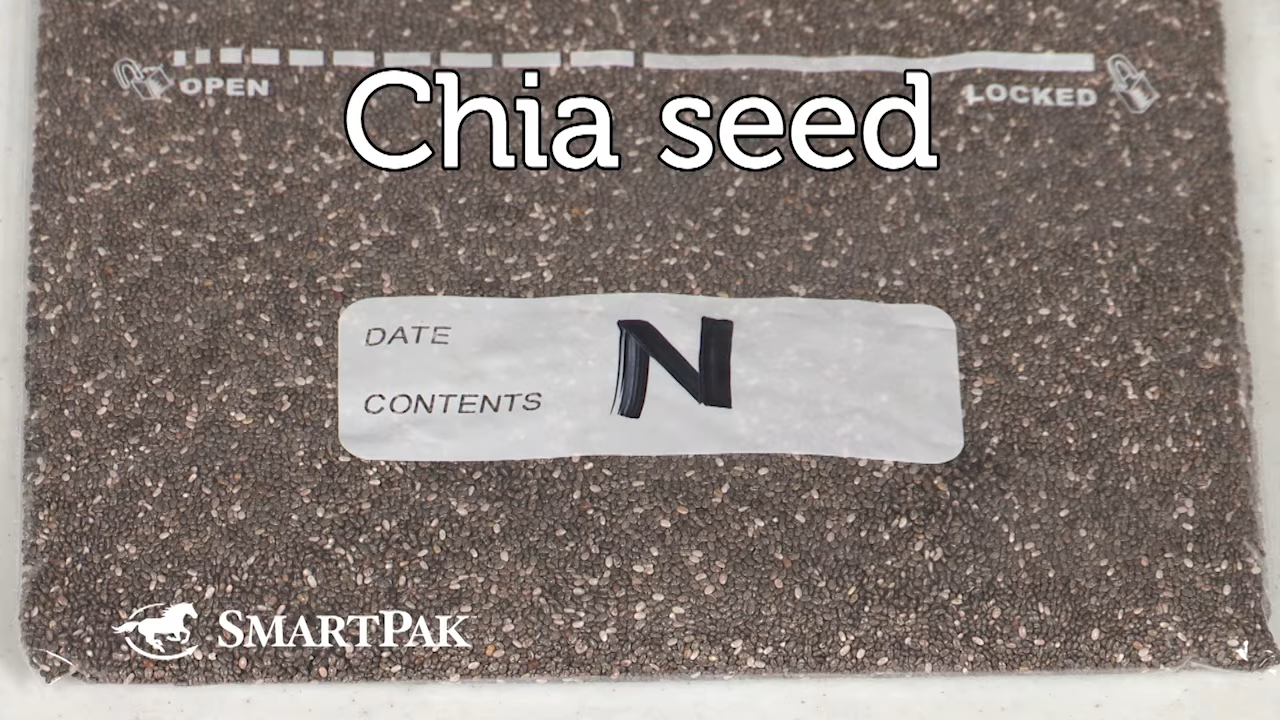 OPEN
LOCKED
Chia seed
DATE
N
CONTENTS
SMARTPAK